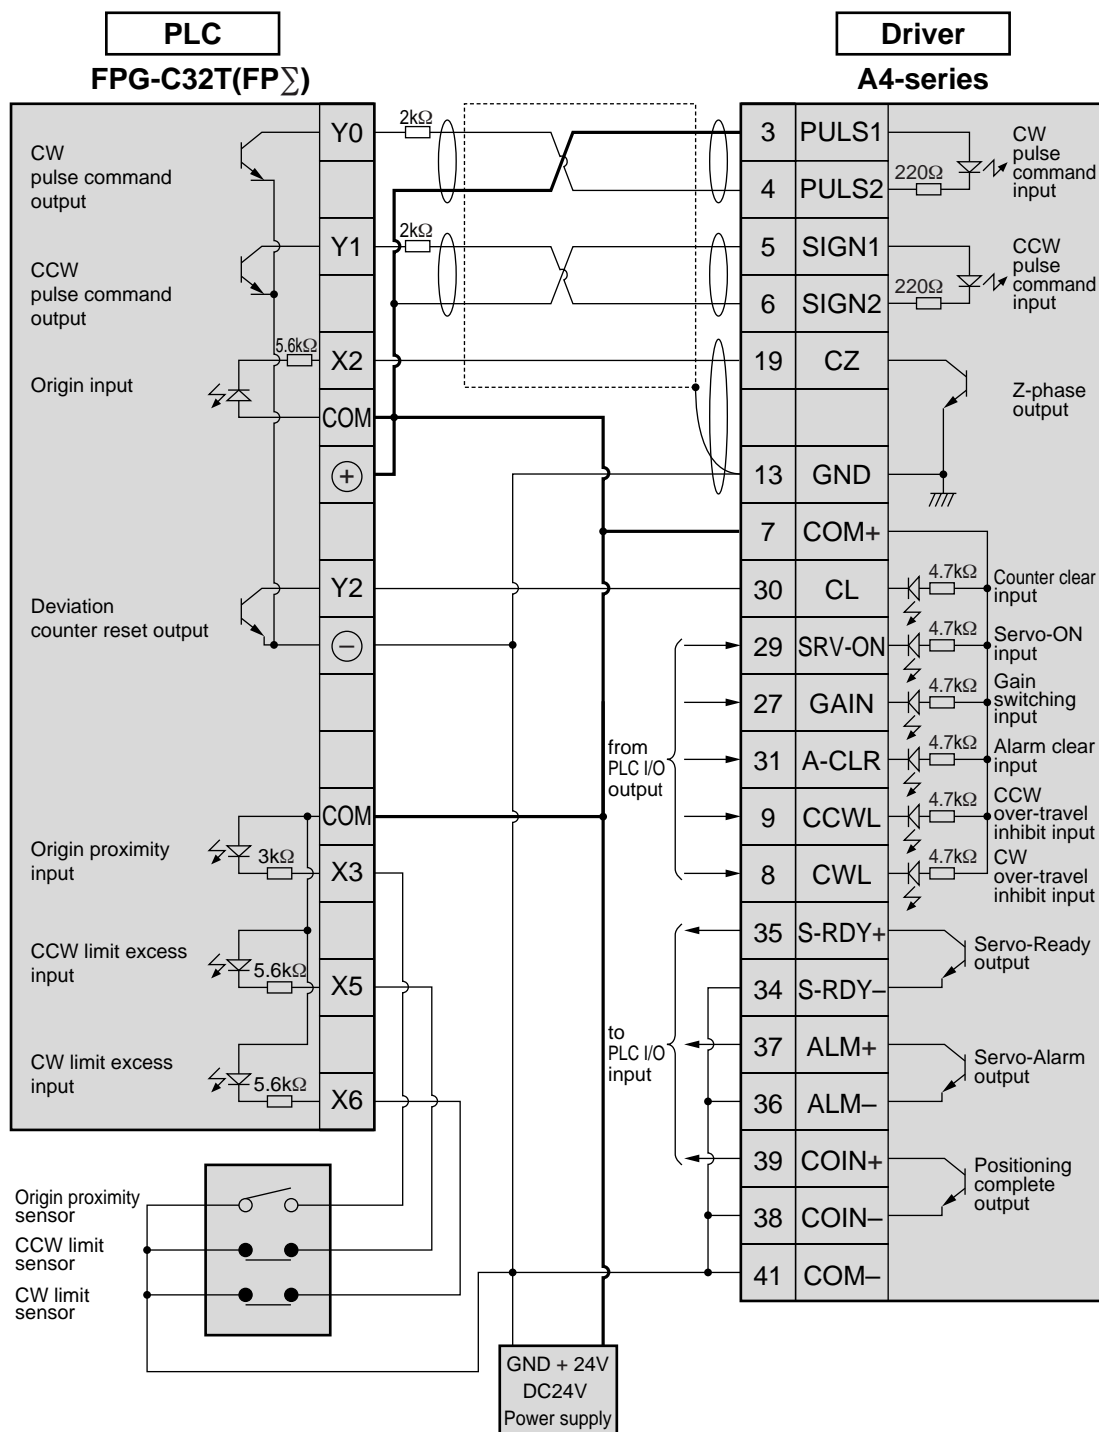 PLC
FPG-C32T(FPΣ)
Driver
A4-series
CW
pulse command
output
Y0
2kΩ
CCW
pulse command
output
Y1
2kΩ
Origin input
5.6kΩ
X2
COM
+
Deviation
counter reset output
Y2
−
COM
Origin proximity
input
3kΩ
X3
CCW limit excess
input
5.6kΩ
X5
CW limit excess
input
5.6kΩ
X6
Origin proximity
sensor
CCW limit
sensor
CW limit
sensor
GND + 24V
DC24V
Power supply
from
PLC I/O
output
to
PLC I/O
input
3 PULS1
4 PULS2
220Ω
CW
pulse
command
input
5 SIGN1
6 SIGN2
220Ω
CCW
pulse
command
input
19 CZ
Z-phase
output
13 GND
7 COM+
30 CL
4.7kΩ
Counter clear
input
29 SRV-ON
4.7kΩ
Servo-ON
input
27 GAIN
4.7kΩ
Gain
switching
input
31 A-CLR
4.7kΩ
Alarm clear
input
9 CCWL
4.7kΩ
CCW
over-travel
inhibit input
8 CWL
4.7kΩ
CW
over-travel
inhibit input
35 S-RDY+
34 S-RDY–
Servo-Ready
output
37 ALM+
36 ALM–
Servo-Alarm
output
39 COIN+
38 COIN–
Positioning
complete
output
41 COM–